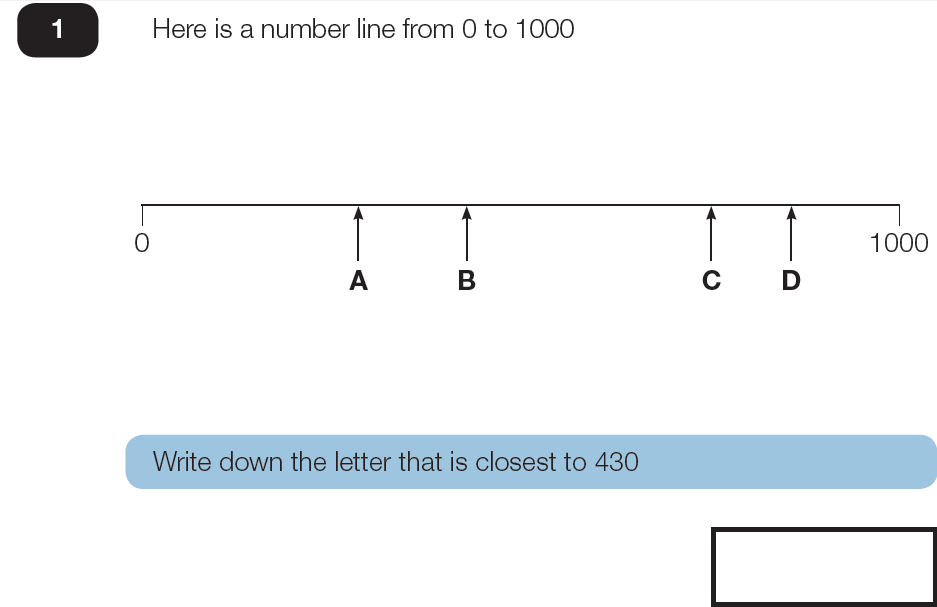 1 Here is a number line from 0 to 1000
0 1000
A B C D
Write down the letter that is closest to 430